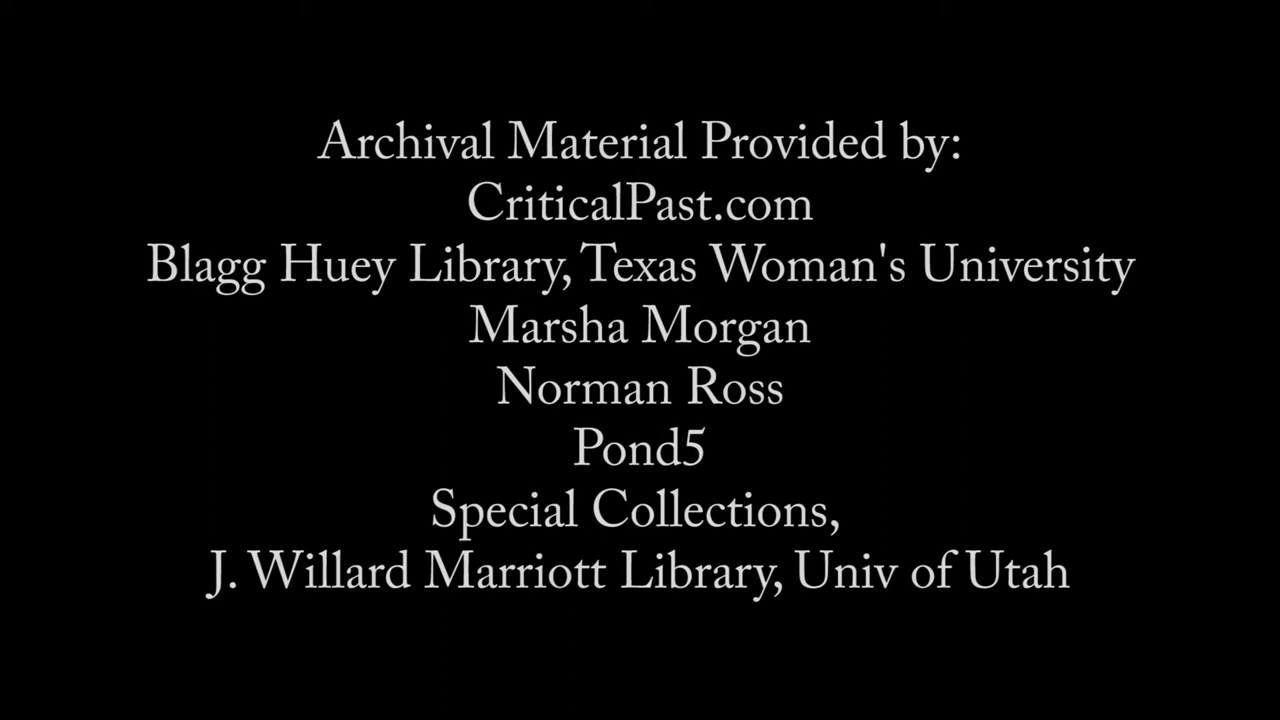 Archival Material Provided by:
CriticalPast.com
Blagg Huey Library, Texas Woman's University
Marsha Morgan
Norman Ross
Pond5
Special Collections,
J. Willard Marriott Library, Univ of Utah